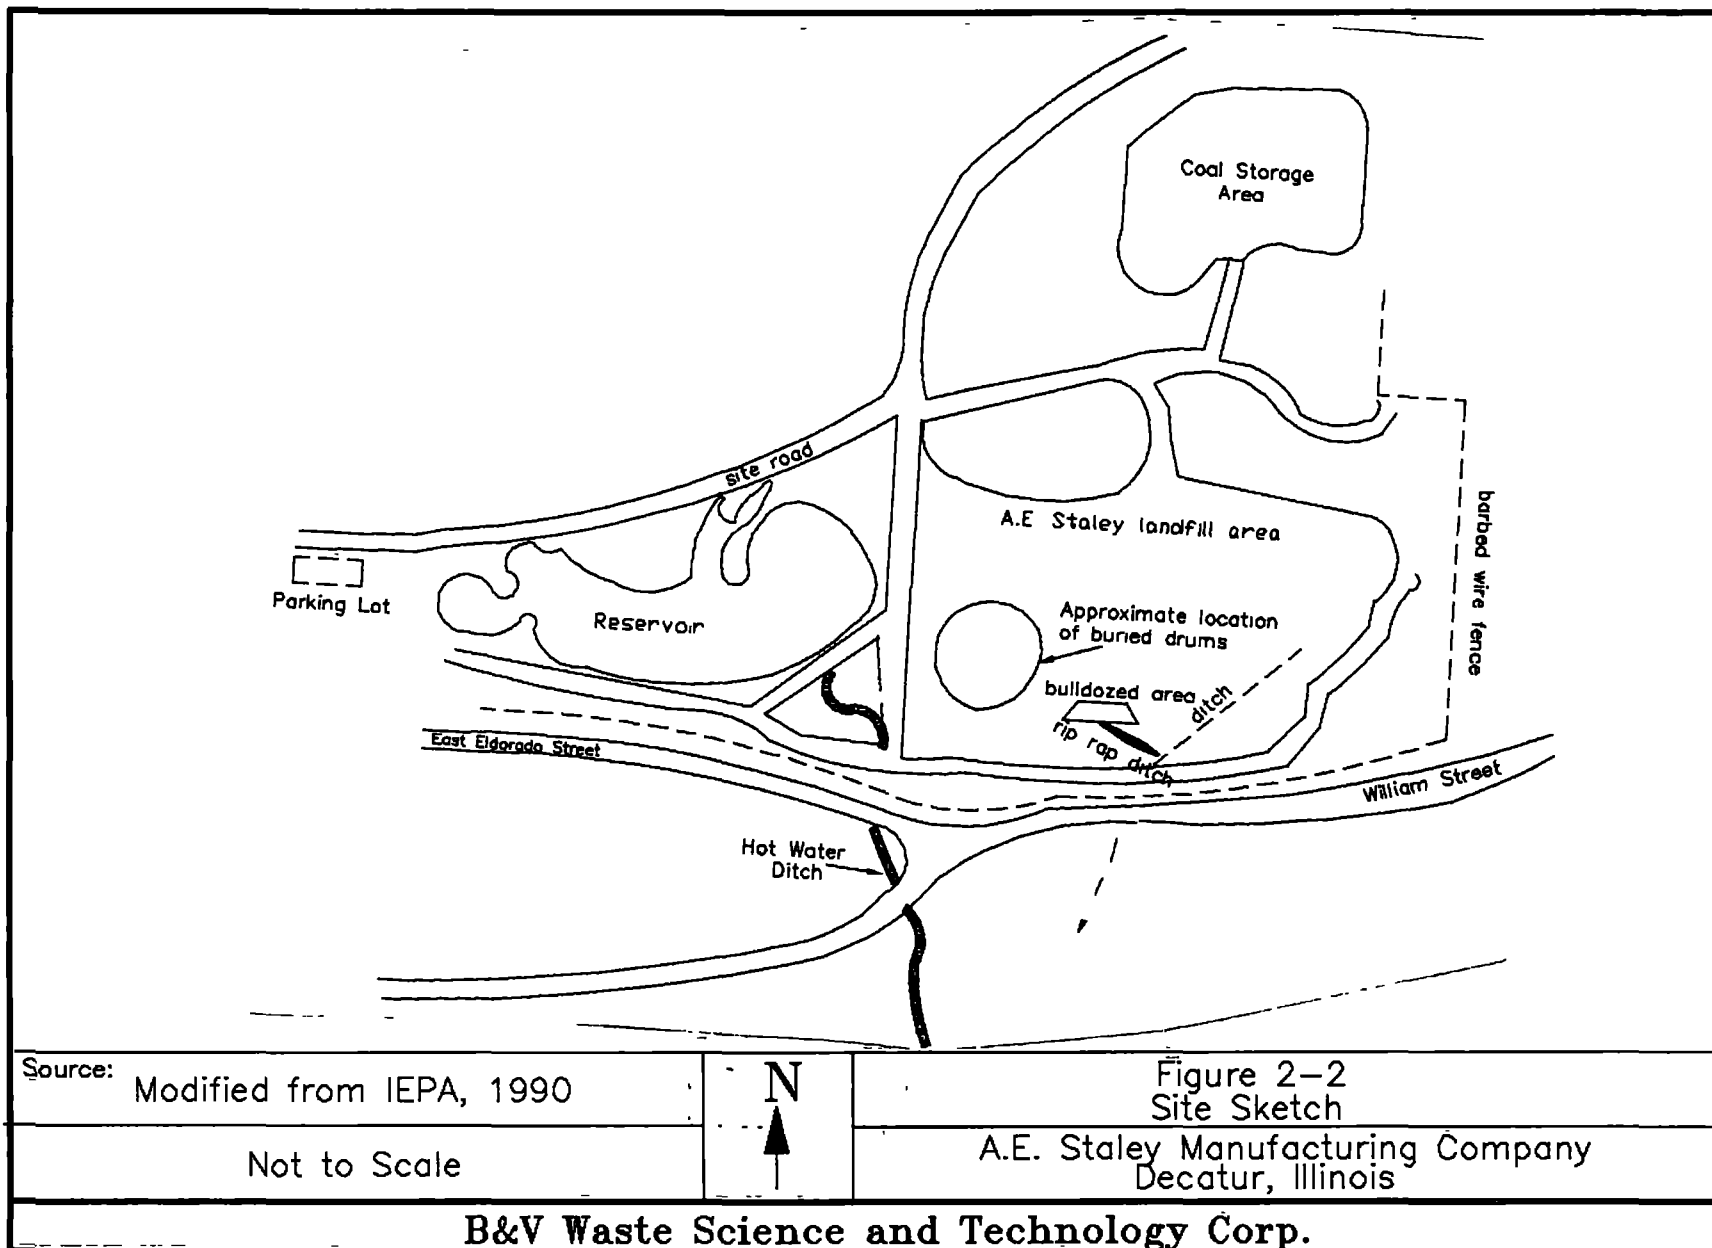 Coal Storage
Area
site road
A.E Staley landfill area
barbed wire fence
Parking Lot
Reservoir
Approximate location
of buried drums
bulldozed area
ditch
rip rap ditch
East Eldorado Street
William Street
Hot Water
Ditch
Source:
Modified from IEPA, 1990
Not to Scale
N
Figure 2-2
Site Sketch
A.E. Staley Manufacturing Company
Decatur, Illinois
B&V Waste Science and Technology Corp.